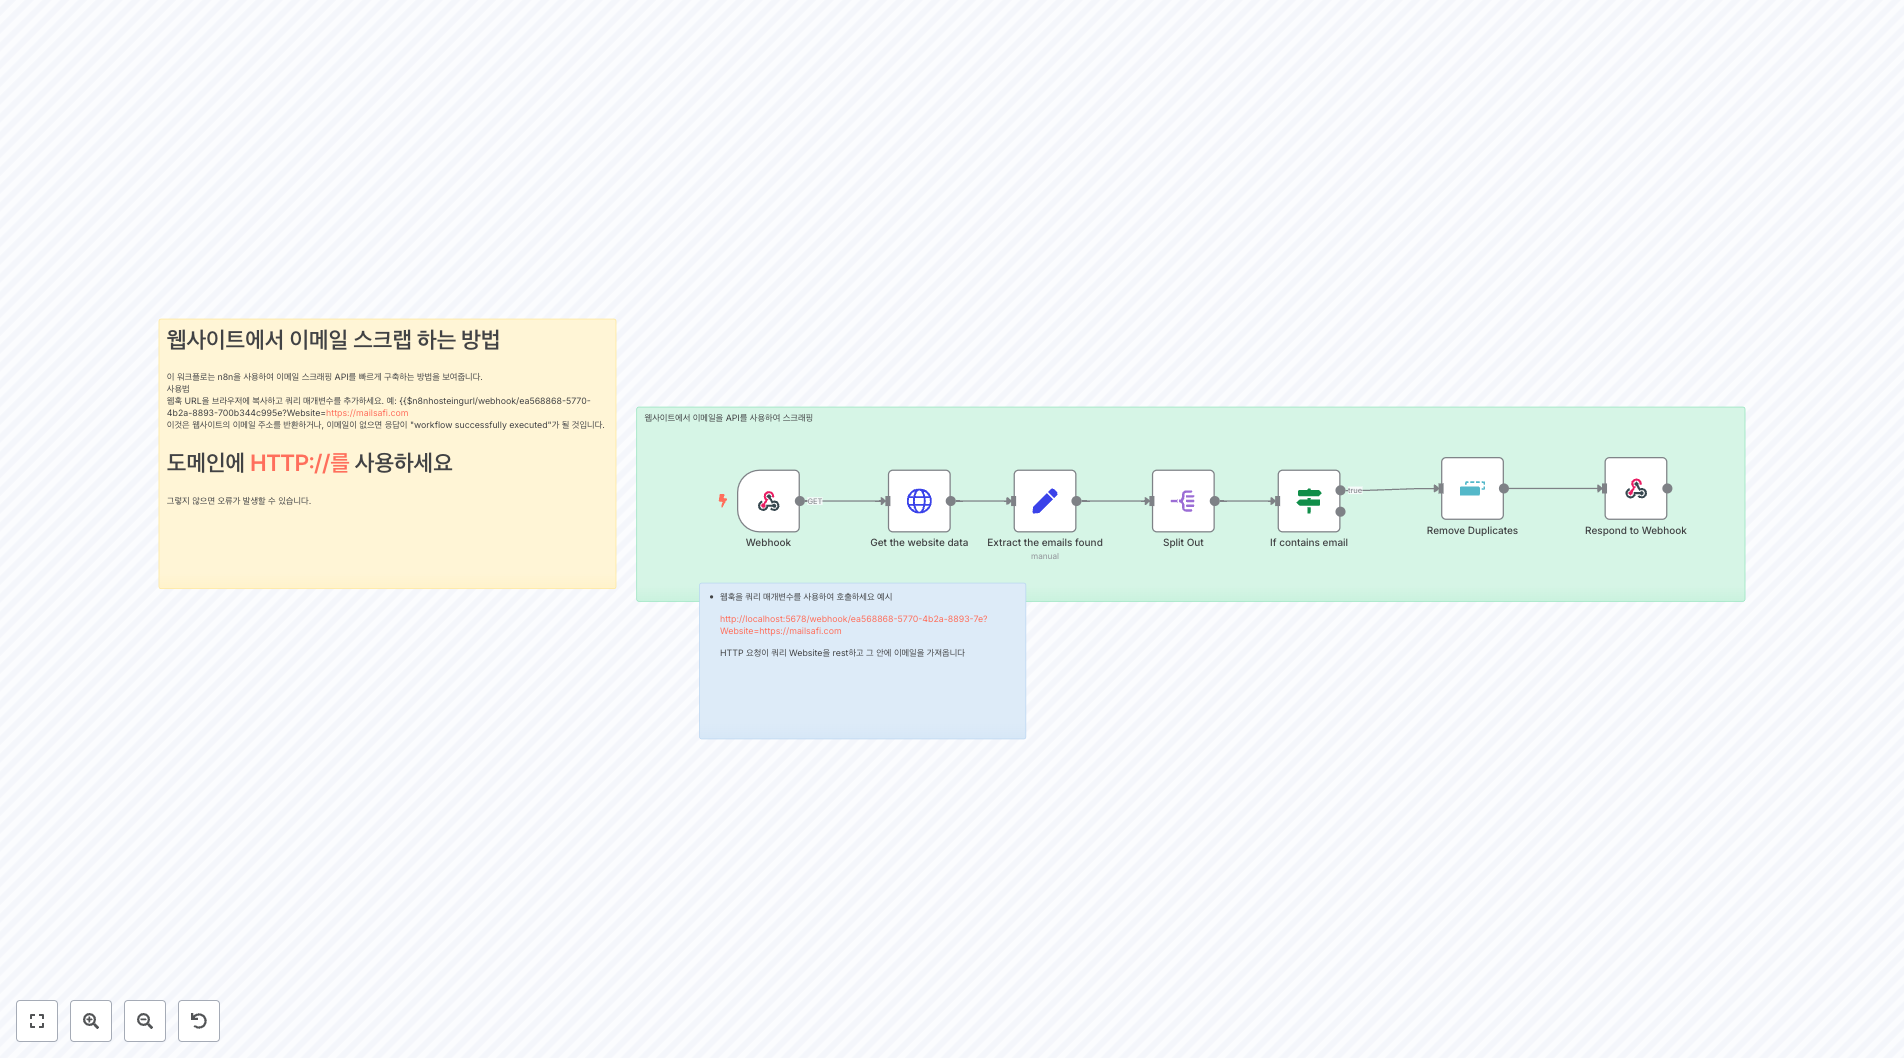 웹사이트에서 이메일 스크랩 하는 방법
이 워크플로는 n8n을 사용하여 이메일 스크래핑 API를 빠르게 구축하는 방법을 보여줍니다.
사용법
웹훅 URL을 브라우저에 복사하고 쿼리 매개변수를 추가하세요. 예: {{$n8nhosteingurl/webhook/ea568868-5770-
4b2a-8893-700b344c995e?Website=https://mailsafi.com
이것은 웹사이트의 이메일 주소를 반환하거나, 이메일이 없으면 응답이 "workflow successfully executed"가 될 것입니다.
도메인에 HTTP://를 사용하세요
그렇지 않으면 오류가 발생할 수 있습니다.
웹사이트에서 이메일을 API를 사용하여 스크래핑
GET
true
Webhook
Get the website data
Extract the emails found
manual
Split Out
If contains email
Remove Duplicates
Respond to Webhook
• 웹훅을 쿼리 매개변수를 사용하여 호출하세요 예시
http://localhost:5678/webhook/ea568868-5770-4b2a-8893-7e?
Website=https://mailsafi.com
HTTP 요청이 쿼리 Website을 rest하고 그 안에 이메일을 가져옵니다